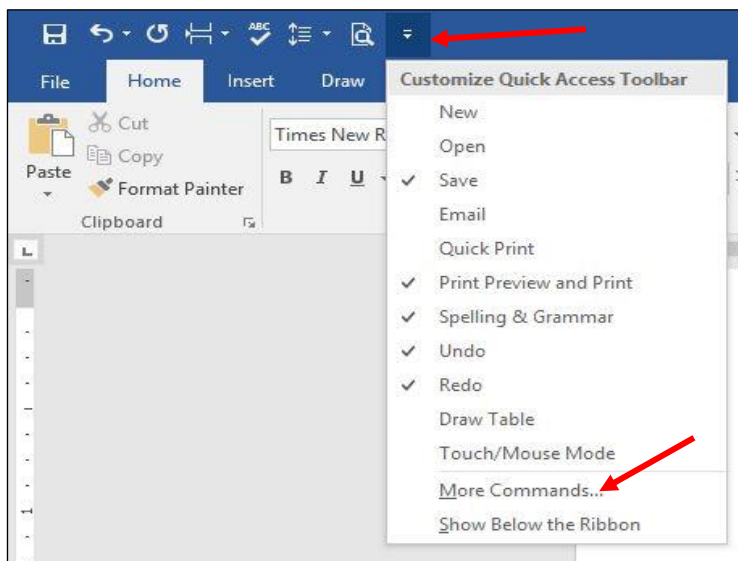 ABC
File Home Insert Draw
Customize Quick Access Toolbar
New
Open
Save
Email
Quick Print
Print Preview and Print
Spelling & Grammar
Undo
Redo
Draw Table
Touch/Mouse Mode
More Commands...
Show Below the Ribbon
Cut
Copy
Paste
Format Painter
Clipboard
Times New R
B I U
L
1